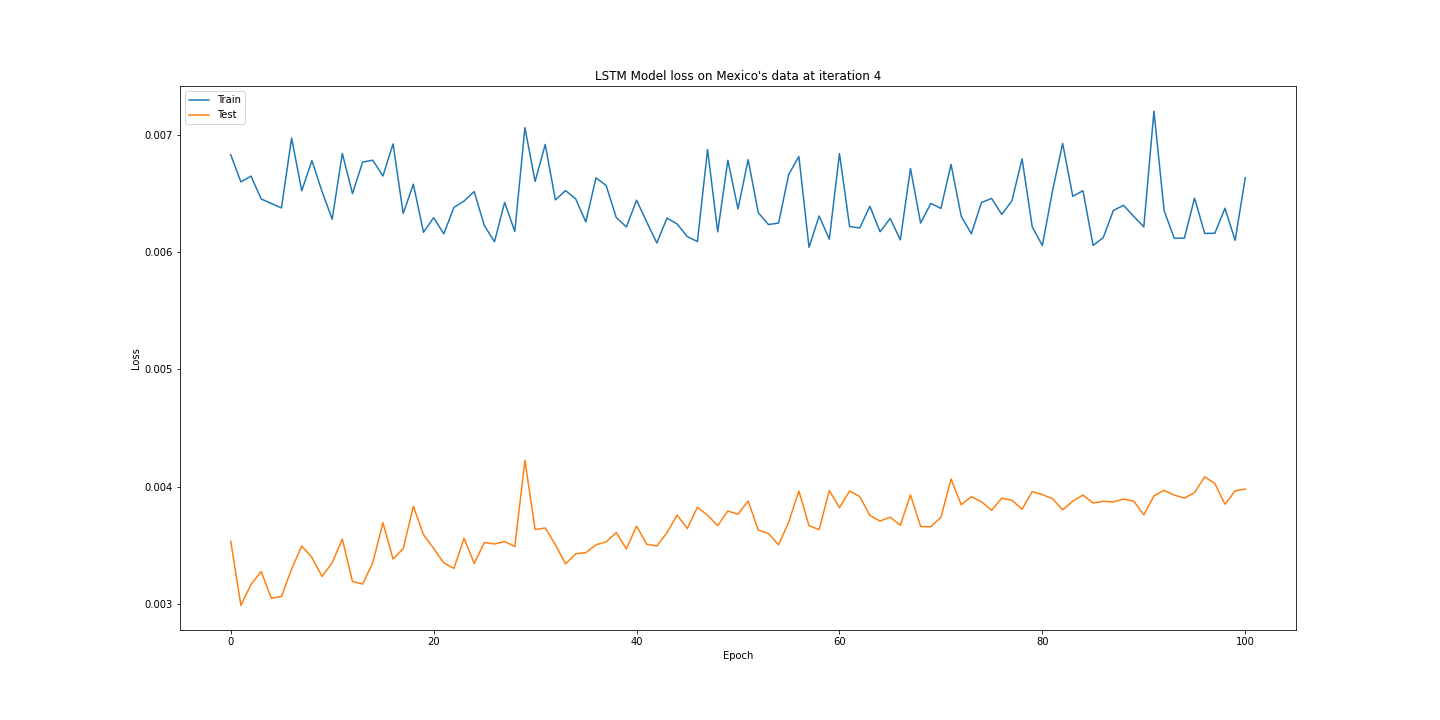 LSTM Model loss on Mexico's data at iteration 4
Train
Test
0.007
0.006
0.005
0.004
0.003
Loss
0 20 40 60 80 100
Epoch